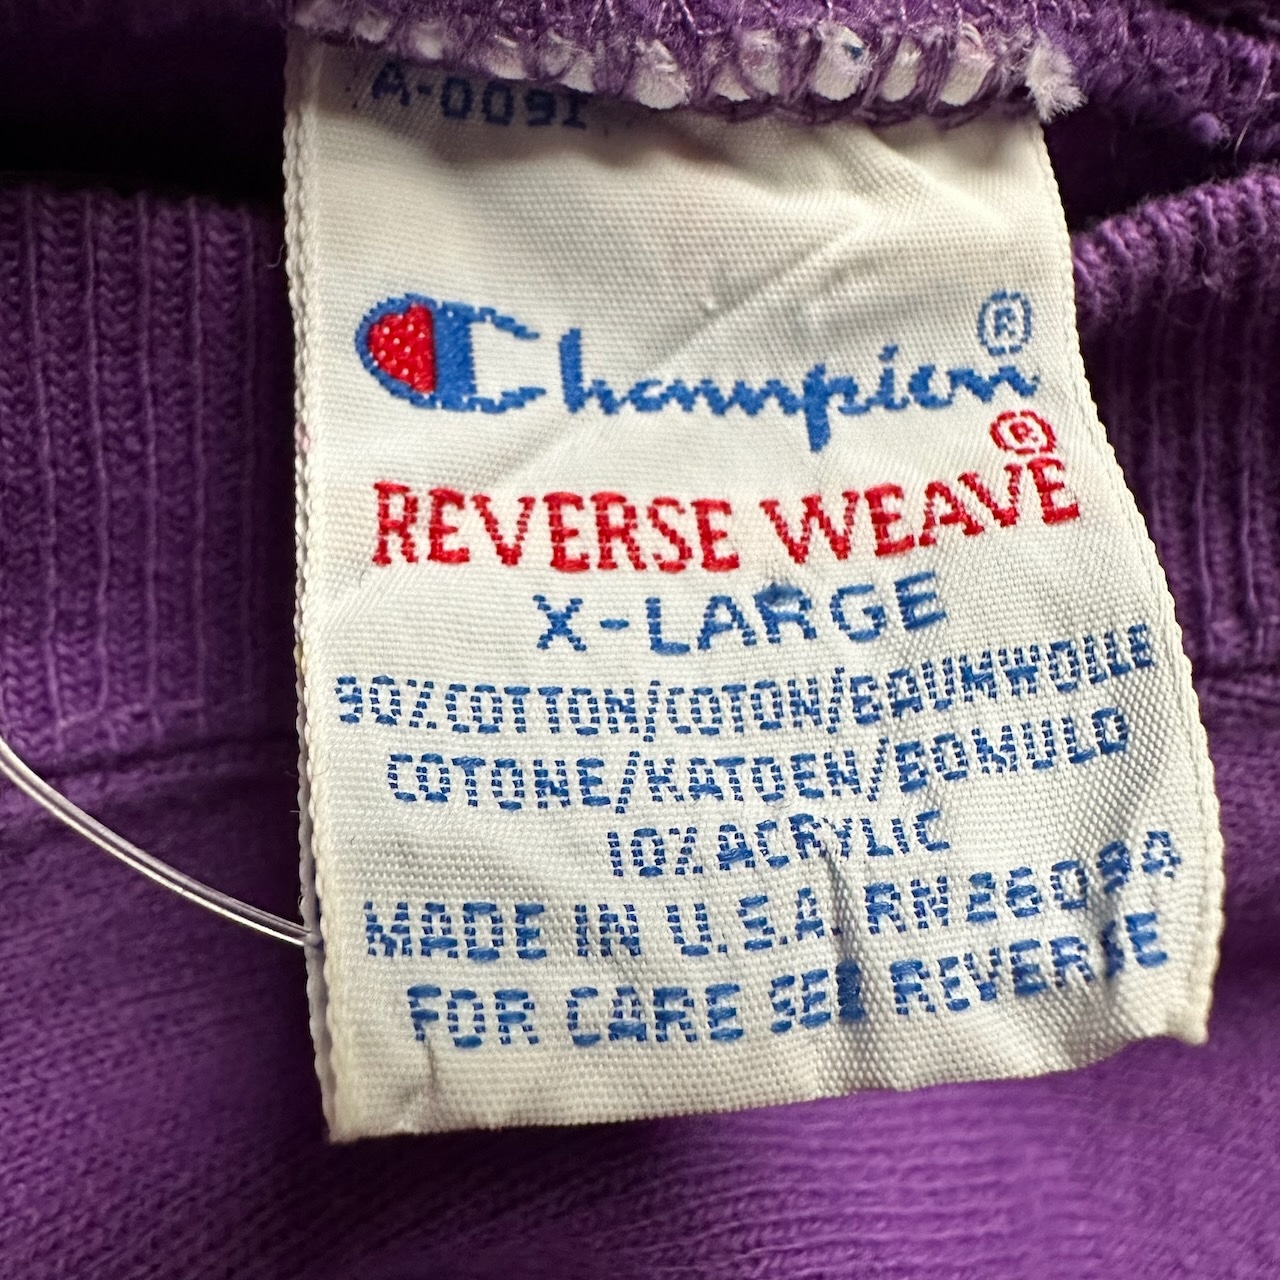 A-0091
Champion®
REVERSE WEAVE®
X-LARGE
90% COTTON/COTON/BAUMWOLLE
COTONE/KATOEN/BOMULD
10% ACRYLIC
MADE IN U.S.A. RN26094
FOR CARE SEE REVERSE